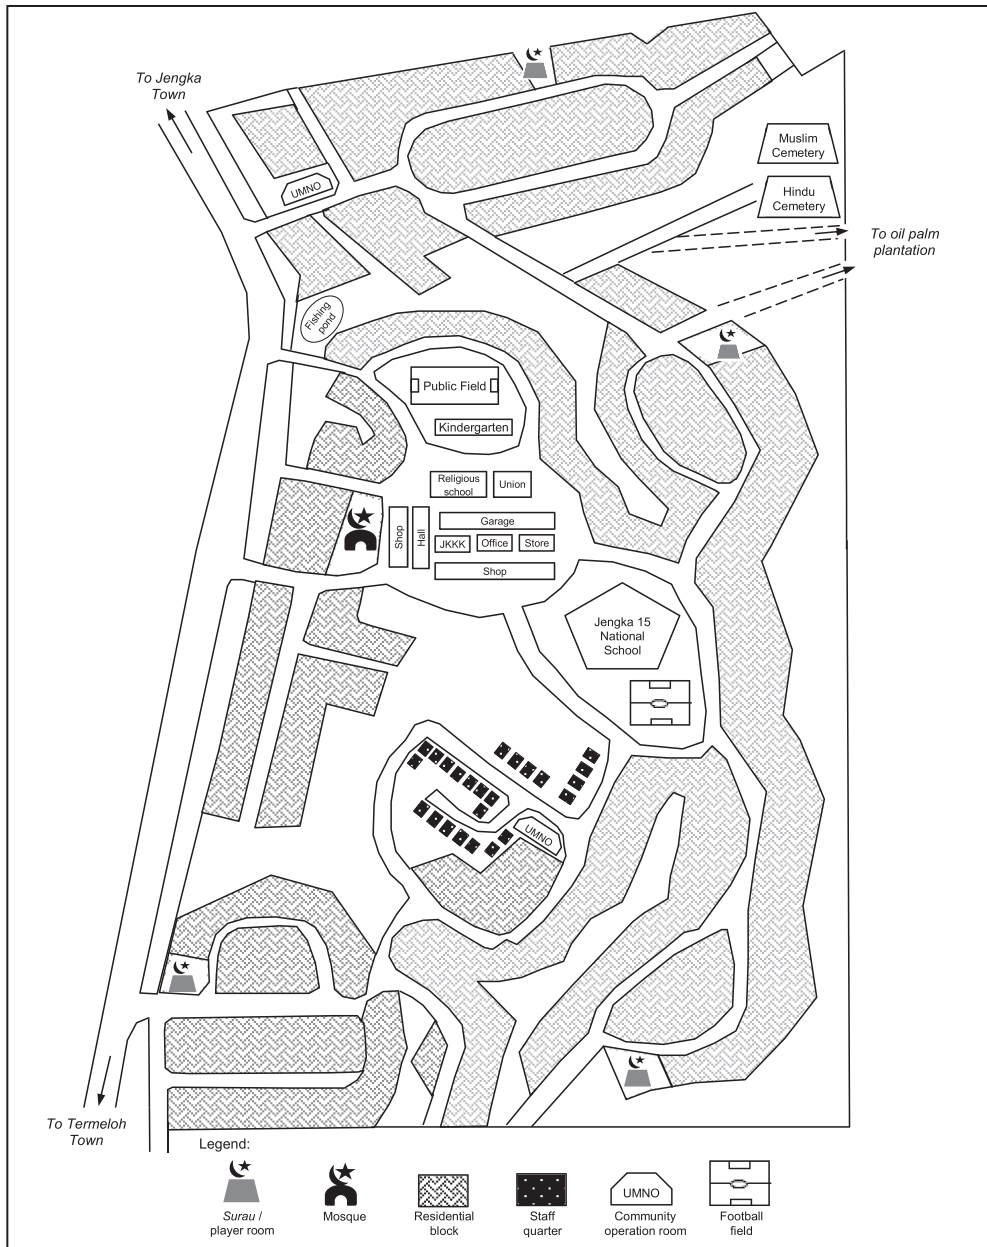 To Jengka
Town
UMNO
Muslim
Cemetery
Hindu
Cemetery
To oil palm
plantation
Fishing
pond
Public Field
Kindergarten
Religious
school
Union
Shop
Hall
Garage
JKKK
Office
Store
Shop
Jengka 15
National
School
UMNO
To Termeloh
Town
Legend:
Surau /
player room
Mosque
Residential
block
Staff
quarter
UMNO
Community
operation room
Football
field